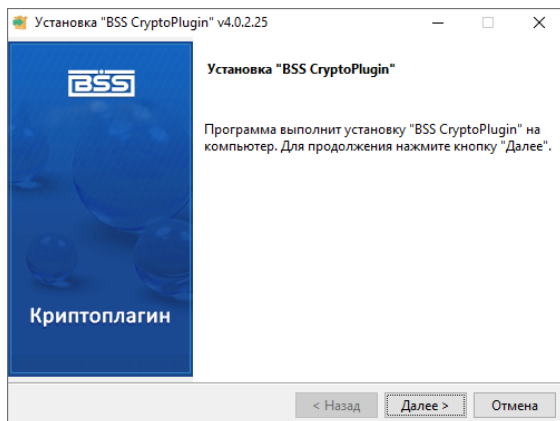 Установка "BSS CryptoPlugin" v4.0.2.25
BSS
Установка "BSS CryptoPlugin"
Программа выполнит установку "BSS CryptoPlugin" на
компьютер. Для продолжения нажмите кнопку "Далее".
Криптоплагин
< Назад
Далее >
Отмена